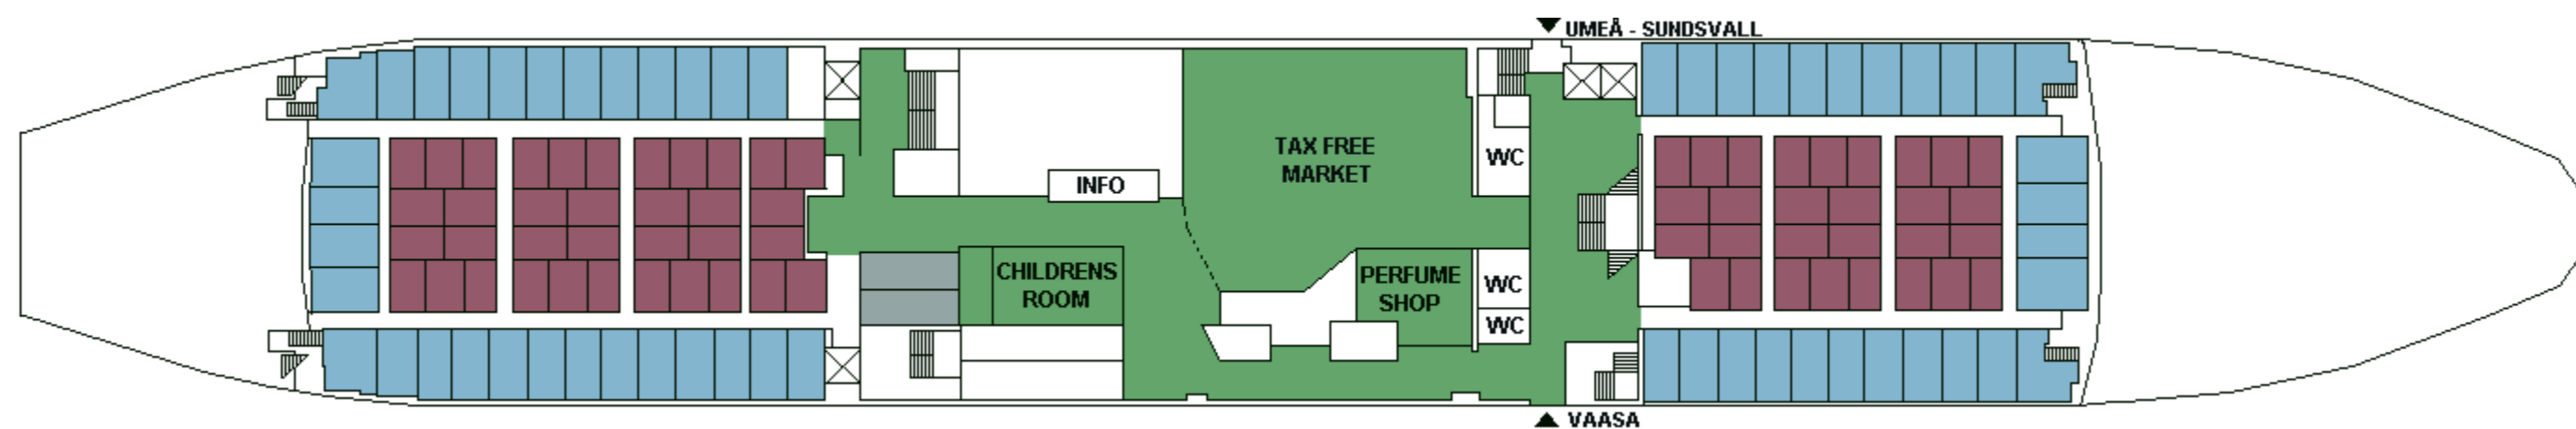 UMEÅ - SUNDSVALL
TAX FREE
MARKET
WC
INFO
CHILDRENS
ROOM
PERFUME
SHOP
WC
WC
VAASA